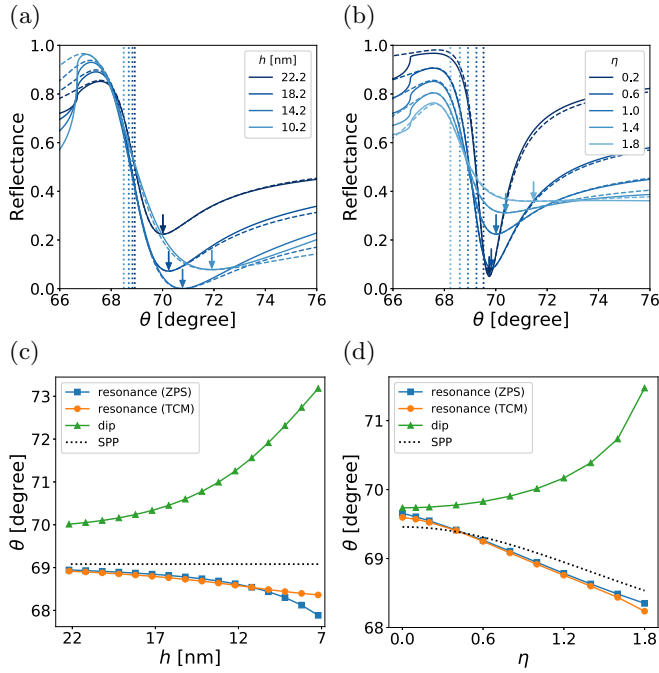 (a)
1.0
0.8
0.6
0.4
0.2
0.0
Reflectance
h [nm]
22.2
18.2
14.2
10.2
66 68 70 72 74 76
θ [degree]
(b)
1.0
0.8
0.6
0.4
0.2
0.0
Reflectance
η
0.2
0.6
1.0
1.4
1.8
66 68 70 72 74 76
θ [degree]
(c)
73
72
71
70
69
68
θ [degree]
resonance (ZPS)
resonance (TCM)
dip
SPP
22 17 12 7
h [nm]
(d)
71
70
69
68
θ [degree]
resonance (ZPS)
resonance (TCM)
dip
SPP
0.0 0.6 1.2 1.8
η